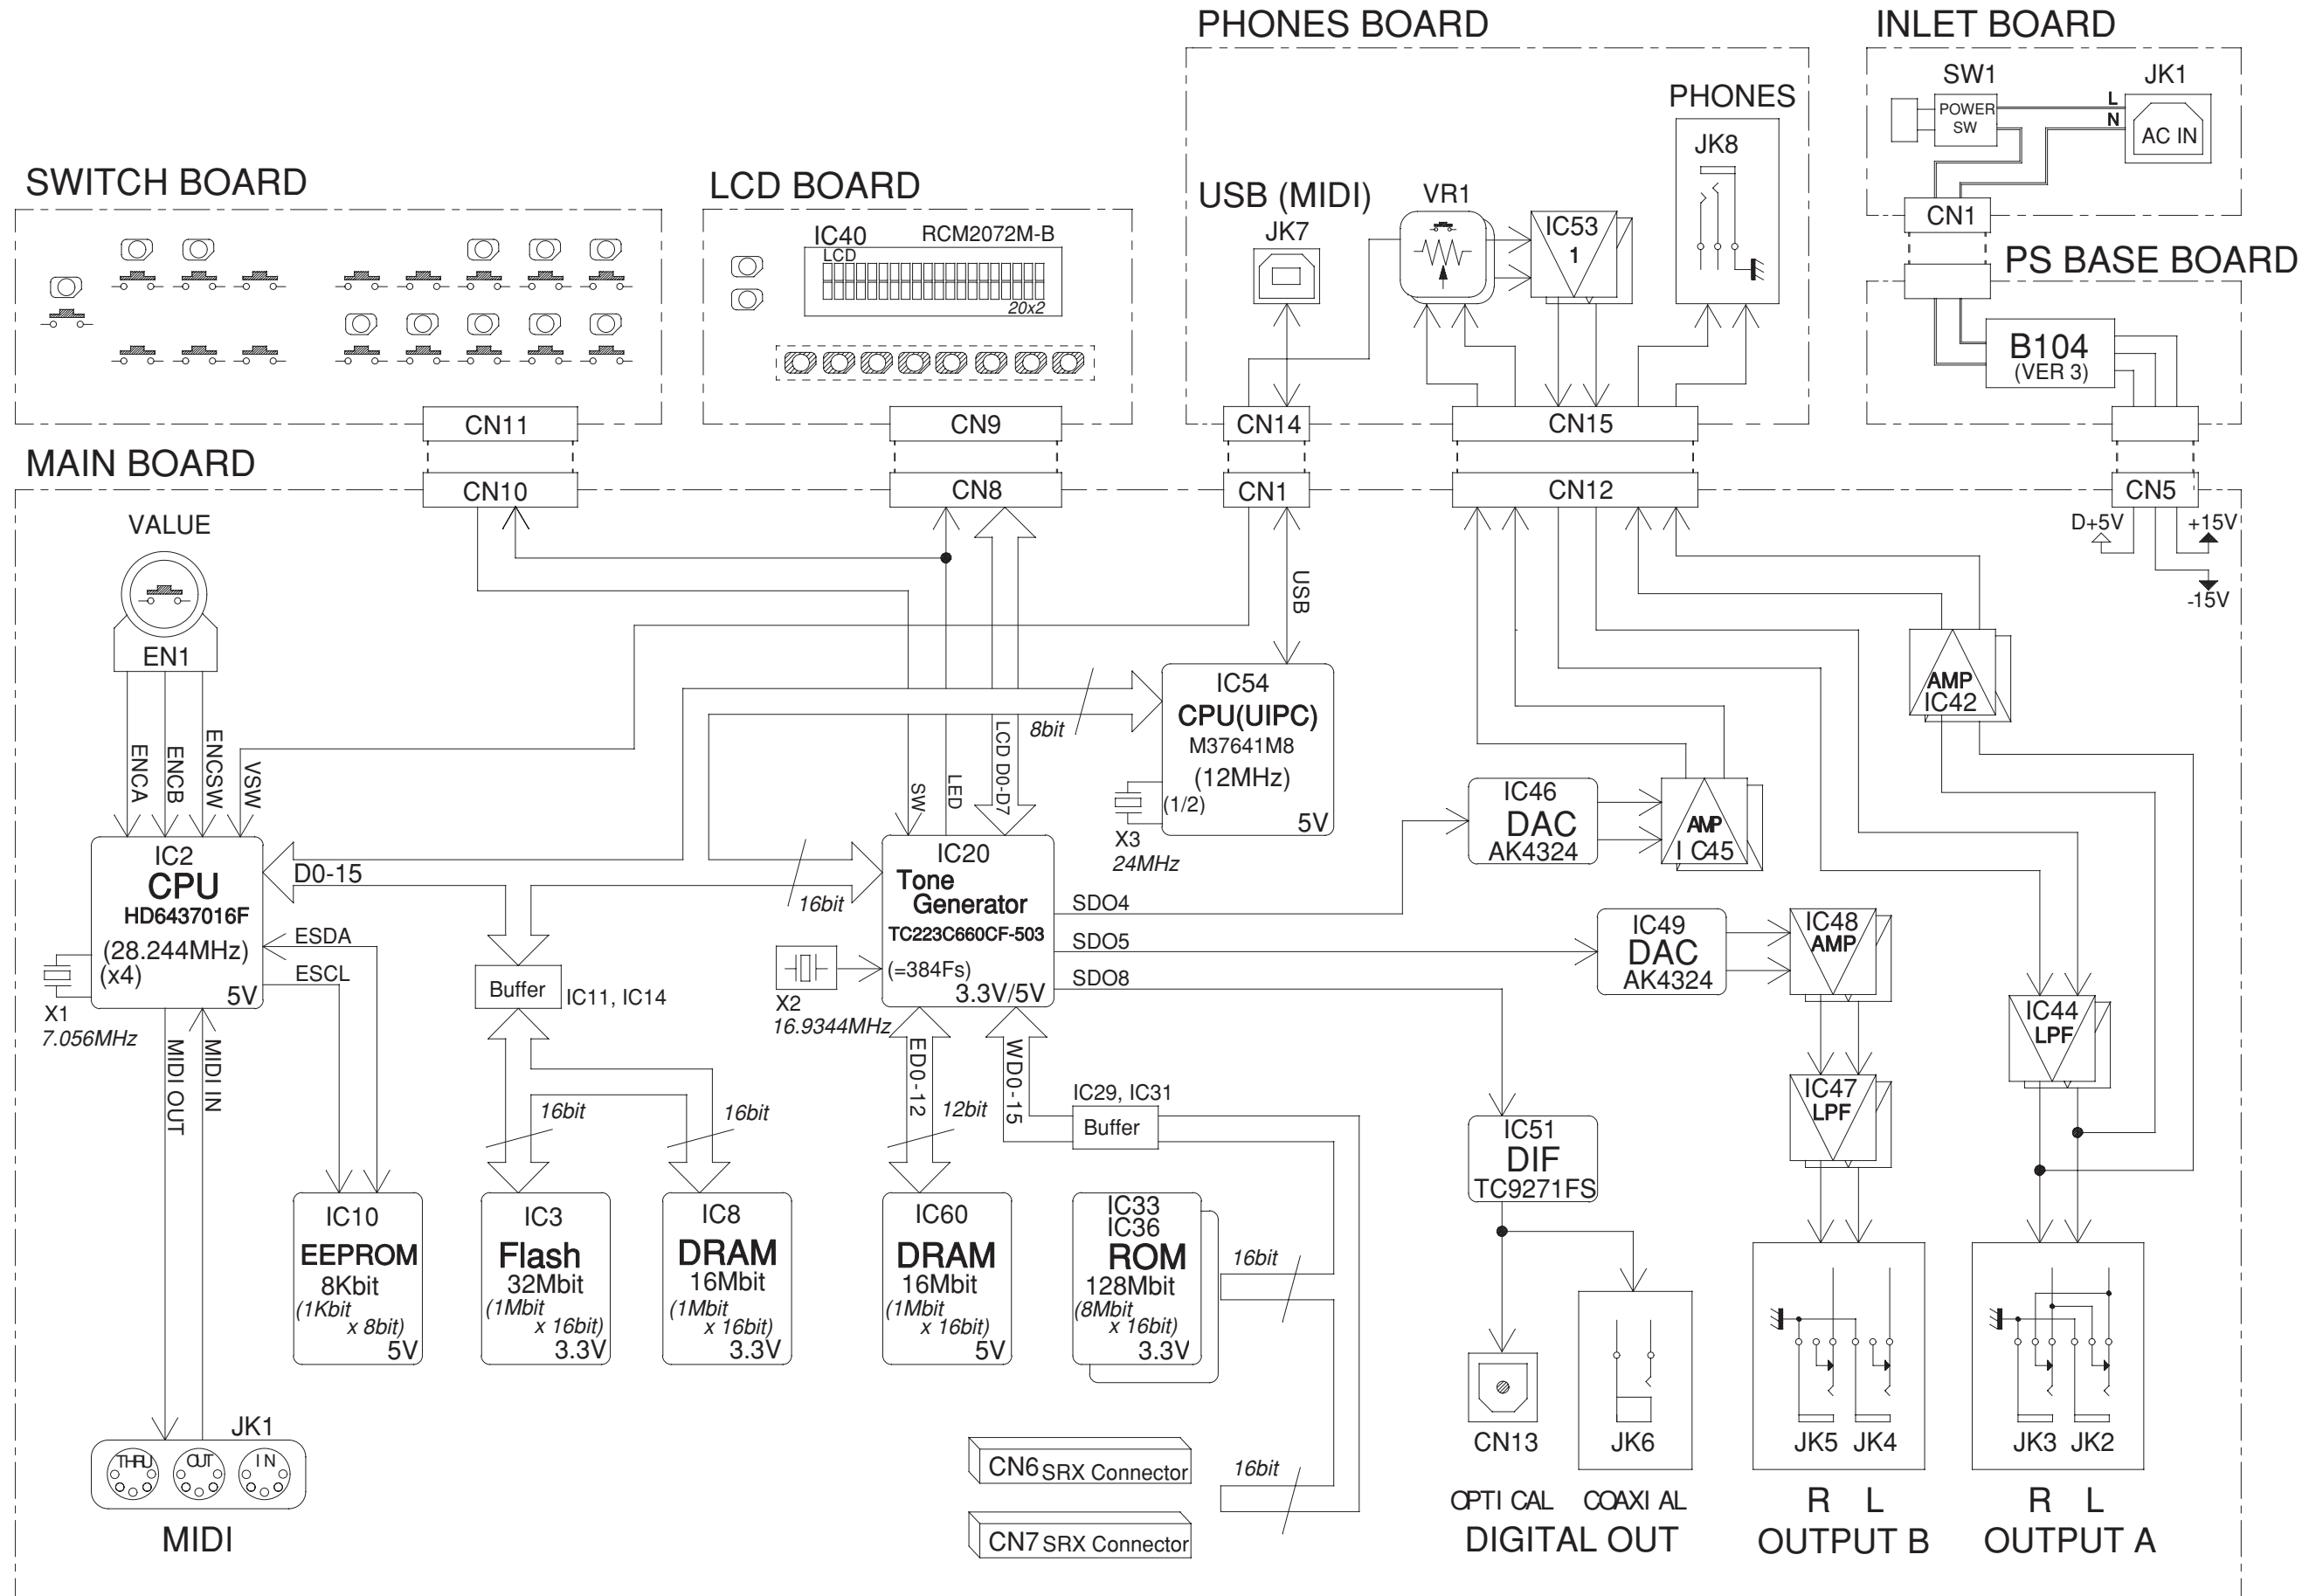 PHONES BOARD
INLET BOARD
SW1
JK1
POWER
SW
L
N
AC IN
CN1
PHONES
JK8
USB (MIDI)
JK7
VR1
IC53
1
SWITCH BOARD
LCD BOARD
IC40
RCM2072M-B
LCD
20x2
PS BASE BOARD
B104
(VER 3)
CN11
CN9
CN14
CN15
MAIN BOARD
CN10
CN8
CN1
CN12
CN5
D+5V
+15V
-15V
VALUE
EN1
ENCA
ENCB
ENCSW
VSW
SW
LED
LCD D0-D7
USB
8bit
IC54
CPU(UIPC)
M37641M8
(12MHz)
(1/2)
5V
X3
24MHz
AMP
IC42
IC46
DAC
AK4324
AMP
I C45
IC2
CPU
HD6437016F
(28.244MHz)
(x4)
5V
X1
7.056MHz
D0-15
ESDA
ESCL
16bit
Buffer
IC11, IC14
IC20
Tone
Generator
TC223C660CF-503
(=384Fs)
3.3V/5V
X2
16.9344MHz
SDO4
SDO5
SDO8
IC49
DAC
AK4324
IC48
AMP
IC44
LPF
IC47
LPF
MIDI OUT
MIDI IN
16bit
16bit
ED0-12
12bit
WD0-15
IC29, IC31
Buffer
IC51
DIF
TC9271FS
IC10
EEPROM
8Kbit
(1Kbit
x 8bit)
5V
IC3
Flash
32Mbit
(1Mbit
x 16bit)
3.3V
IC8
DRAM
16Mbit
(1Mbit
x 16bit)
3.3V
IC60
DRAM
16Mbit
(1Mbit
x 16bit)
5V
IC33
IC36
ROM
128Mbit
(8Mbit
x 16bit)
3.3V
16bit
JK1
THRU
OUT
IN
MIDI
CN6 SRX Connector
CN7 SRX Connector
16bit
CN13
JK6
JK5
JK4
JK3
JK2
OPTI CAL
COAXI AL
DIGITAL OUT
R L
OUTPUT B
R L
OUTPUT A